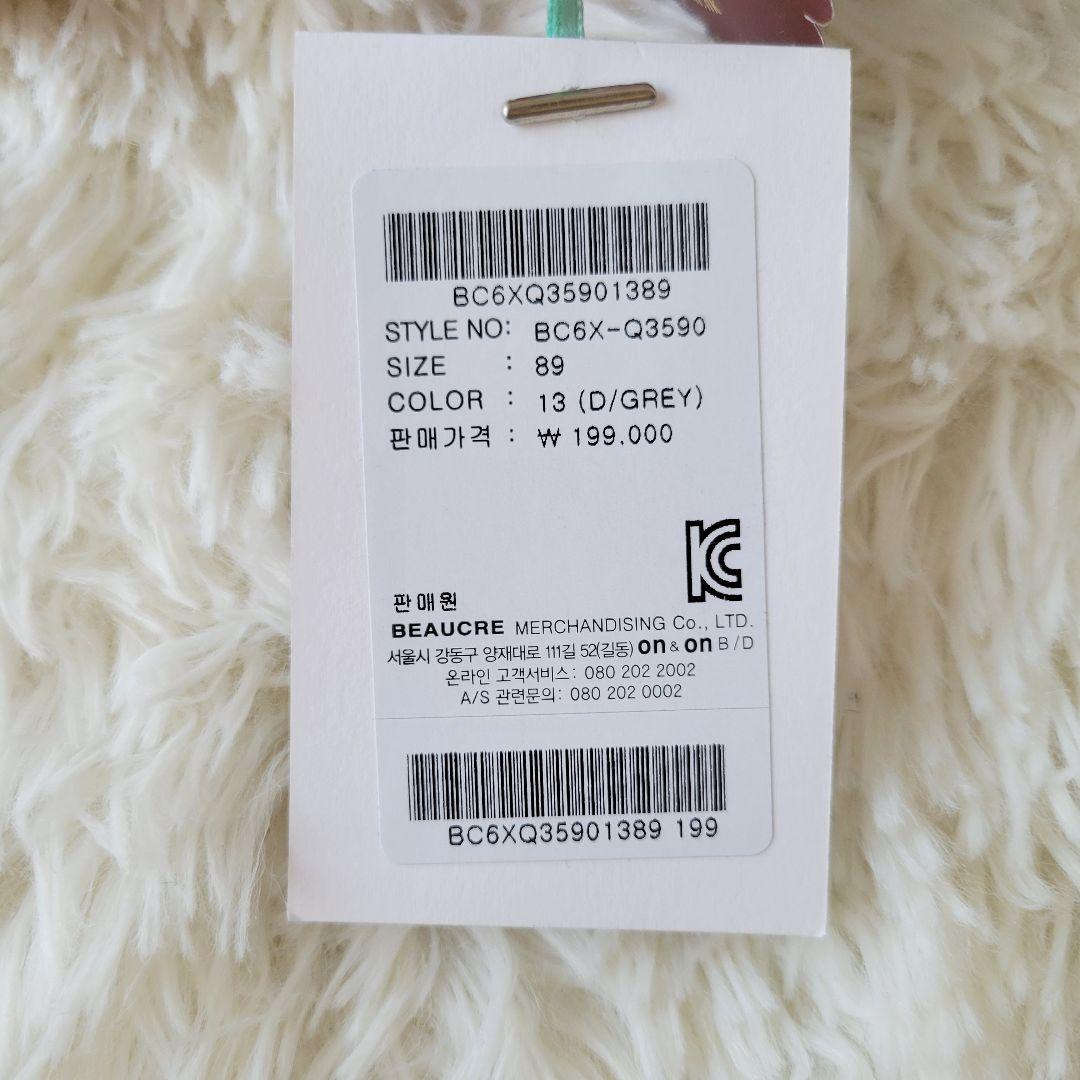 BC6XQ35901389
STYLE NO: BC6X-Q3590
SIZE : 89
COLOR : 13 (D/GREY)
판매가격 : ₩ 199,000
KC
판매원
BEAUCRE MERCHANDISING Co., LTD.
서울시 강동구 양재대로 111길 52(길동) on & on B/D
온라인 고객서비스: 080 202 2002
A/S 관련문의: 080 202 0002
BC6XQ35901389 199